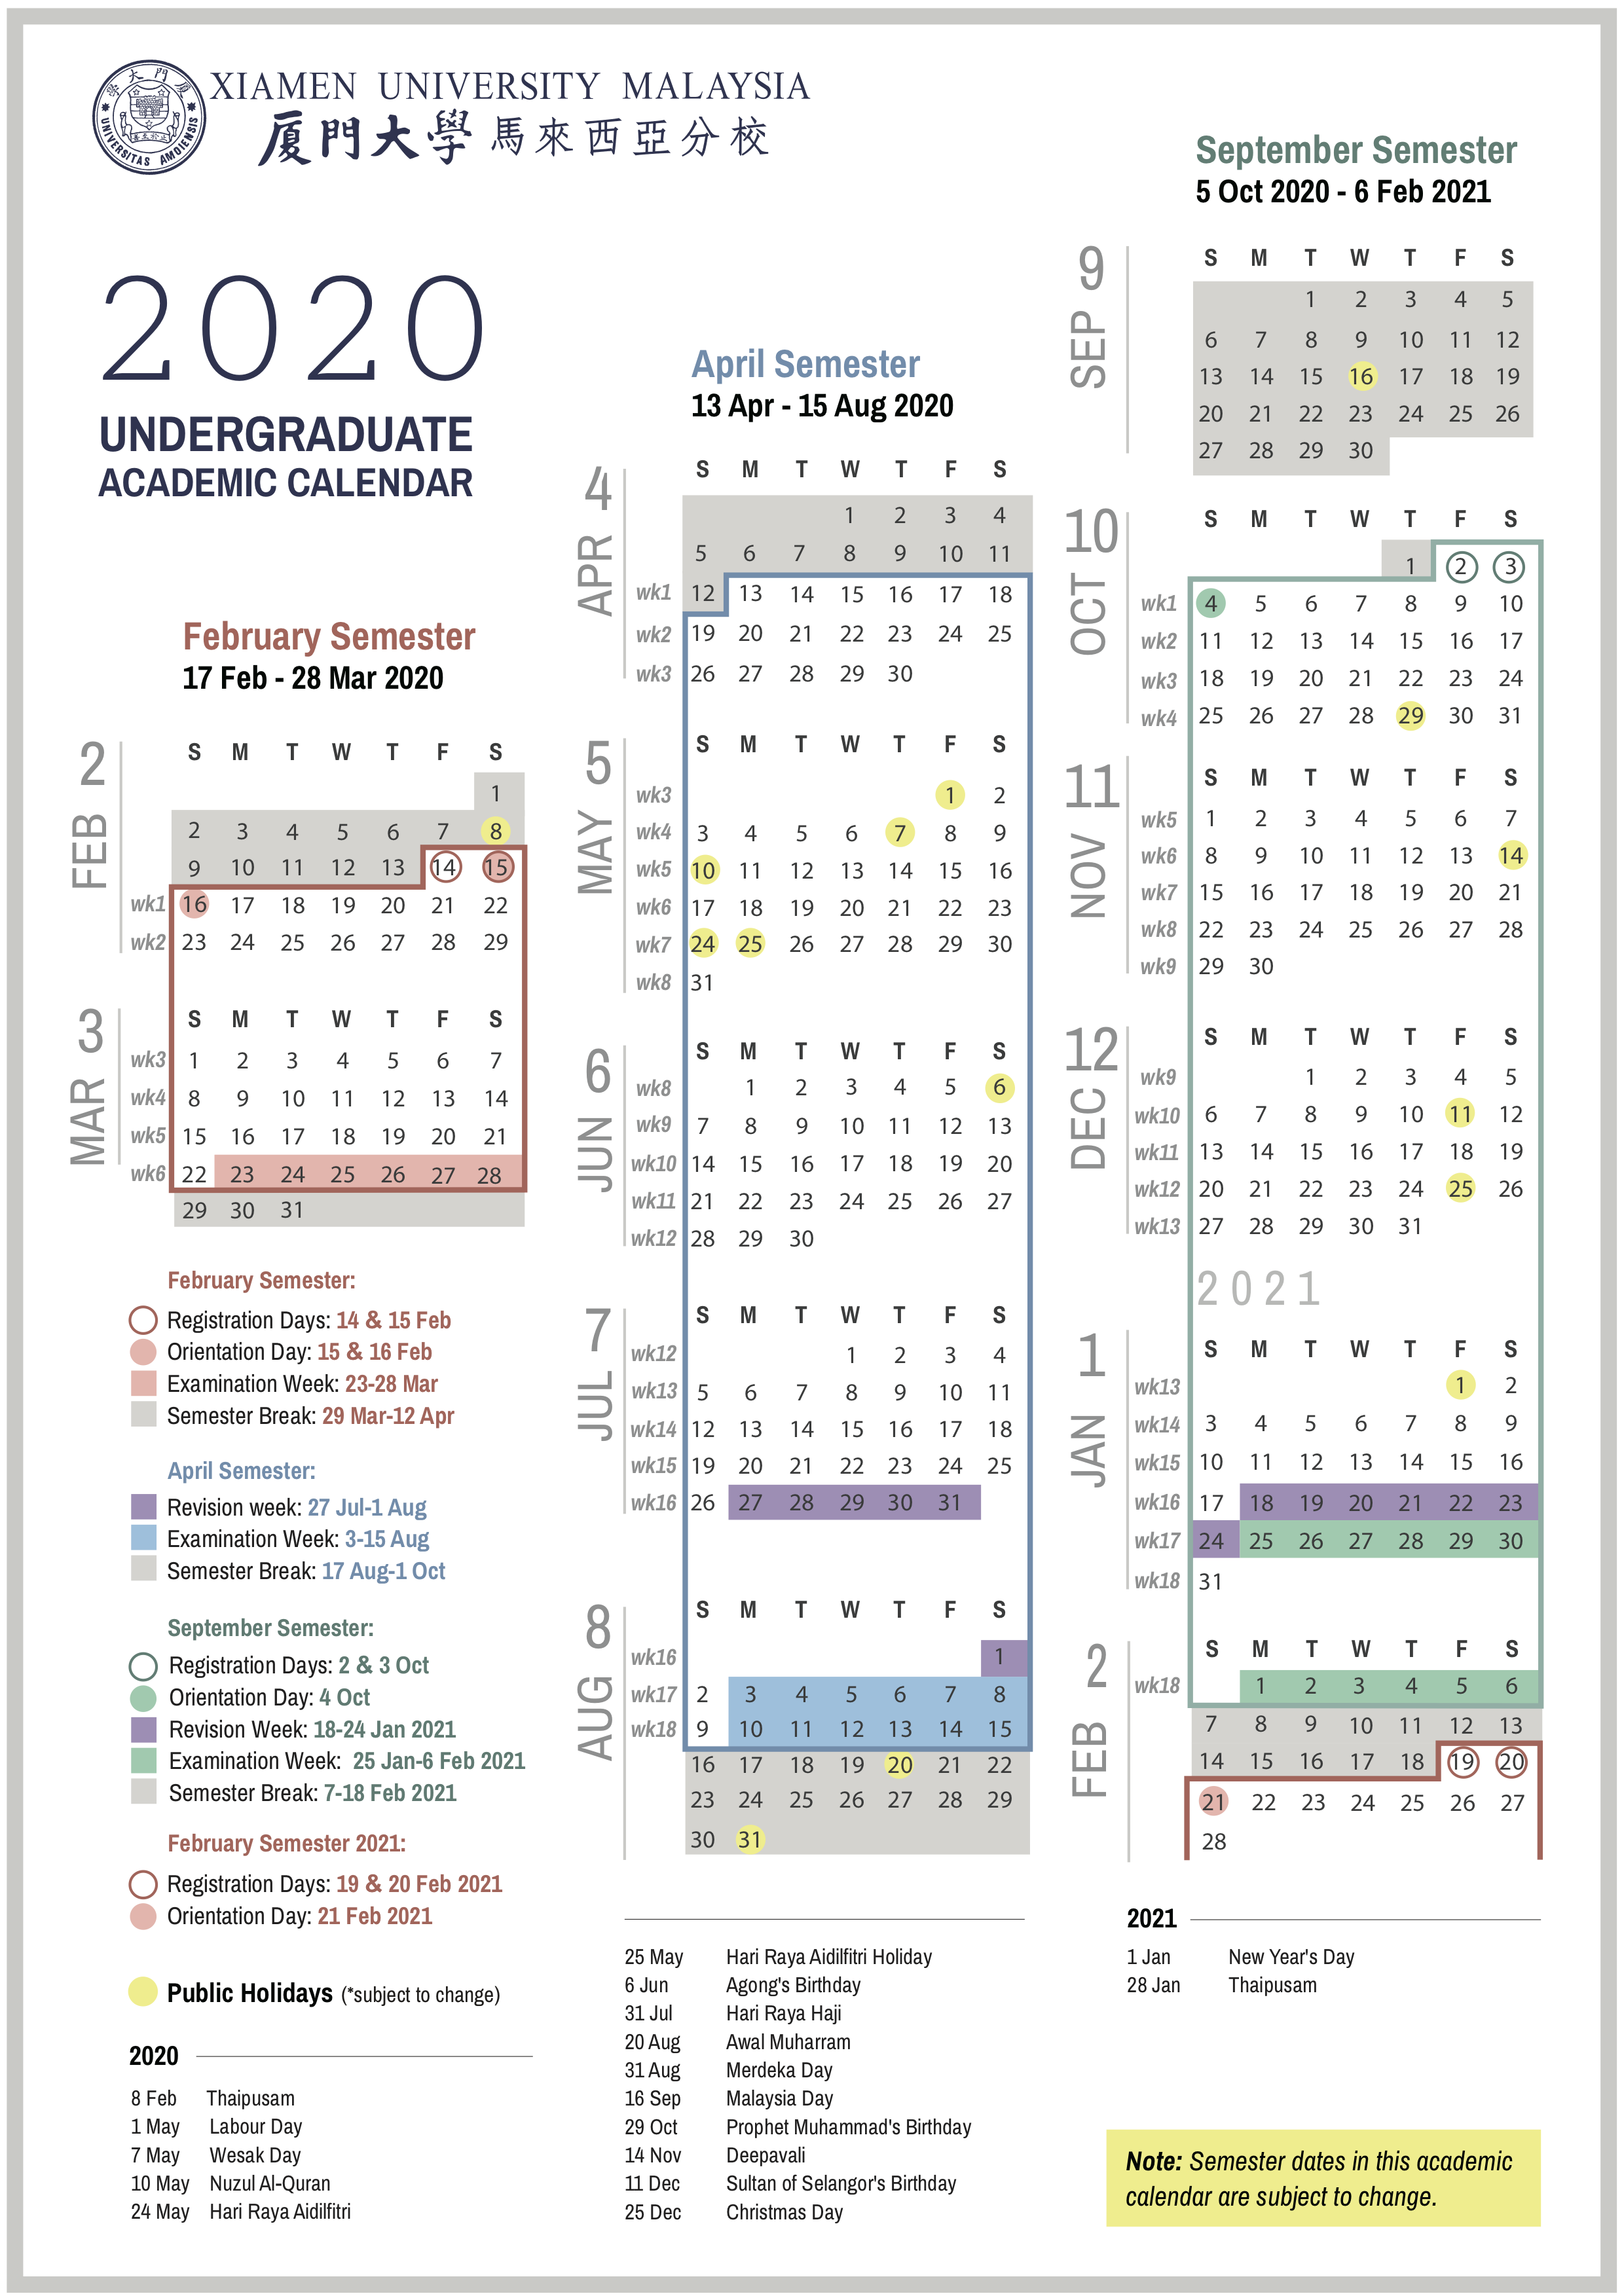 XIAMEN UNIVERSITY MALAYSIA
廈門大學 馬來西亞分校
大門廈學
UNIVERSITAS AMOIENSIS
2020
UNDERGRADUATE
ACADEMIC CALENDAR
February Semester
17 Feb - 28 Mar 2020
2 FEB
S M T W T F S
1
2 3 4 5 6 7 8
9 10 11 12 13 14 15
wk1 16 17 18 19 20 21 22
wk2 23 24 25 26 27 28 29
3 MAR
S M T W T F S
wk3 1 2 3 4 5 6 7
wk4 8 9 10 11 12 13 14
wk5 15 16 17 18 19 20 21
wk6 22 23 24 25 26 27 28
29 30 31
February Semester:
Registration Days: 14 & 15 Feb
Orientation Day: 15 & 16 Feb
Examination Week: 23-28 Mar
Semester Break: 29 Mar-12 Apr
April Semester:
Revision week: 27 Jul-1 Aug
Examination Week: 3-15 Aug
Semester Break: 17 Aug-1 Oct
September Semester:
Registration Days: 2 & 3 Oct
Orientation Day: 4 Oct
Revision Week: 18-24 Jan 2021
Examination Week: 25 Jan-6 Feb 2021
Semester Break: 7-18 Feb 2021
February Semester 2021:
Registration Days: 19 & 20 Feb 2021
Orientation Day: 21 Feb 2021
Public Holidays (*subject to change)
2020
8 Feb Thaipusam
1 May Labour Day
7 May Wesak Day
10 May Nuzul Al-Quran
24 May Hari Raya Aidilfitri
April Semester
13 Apr - 15 Aug 2020
4 APR
S M T W T F S
1 2 3 4
5 6 7 8 9 10 11
wk1 12 13 14 15 16 17 18
wk2 19 20 21 22 23 24 25
wk3 26 27 28 29 30
5 MAY
S M T W T F S
wk3 1 2
wk4 3 4 5 6 7 8 9
wk5 10 11 12 13 14 15 16
wk6 17 18 19 20 21 22 23
wk7 24 25 26 27 28 29 30
wk8 31
6 JUN
S M T W T F S
wk8 1 2 3 4 5 6
wk9 7 8 9 10 11 12 13
wk10 14 15 16 17 18 19 20
wk11 21 22 23 24 25 26 27
wk12 28 29 30
7 JUL
S M T W T F S
wk12 1 2 3 4
wk13 5 6 7 8 9 10 11
wk14 12 13 14 15 16 17 18
wk15 19 20 21 22 23 24 25
wk16 26 27 28 29 30 31
8 AUG
S M T W T F S
wk16 1
wk17 2 3 4 5 6 7 8
wk18 9 10 11 12 13 14 15
16 17 18 19 20 21 22
23 24 25 26 27 28 29
30 31
25 May Hari Raya Aidilfitri Holiday
6 Jun Agong's Birthday
31 Jul Hari Raya Haji
20 Aug Awal Muharram
31 Aug Merdeka Day
16 Sep Malaysia Day
29 Oct Prophet Muhammad's Birthday
14 Nov Deepavali
11 Dec Sultan of Selangor's Birthday
25 Dec Christmas Day
September Semester
5 Oct 2020 - 6 Feb 2021
9 SEP
S M T W T F S
1 2 3 4 5
6 7 8 9 10 11 12
13 14 15 16 17 18 19
20 21 22 23 24 25 26
27 28 29 30
10 OCT
S M T W T F S
1 2 3
wk1 4 5 6 7 8 9 10
wk2 11 12 13 14 15 16 17
wk3 18 19 20 21 22 23 24
wk4 25 26 27 28 29 30 31
11 NOV
S M T W T F S
wk5 1 2 3 4 5 6 7
wk6 8 9 10 11 12 13 14
wk7 15 16 17 18 19 20 21
wk8 22 23 24 25 26 27 28
wk9 29 30
12 DEC
S M T W T F S
wk9 1 2 3 4 5
wk10 6 7 8 9 10 11 12
wk11 13 14 15 16 17 18 19
wk12 20 21 22 23 24 25 26
wk13 27 28 29 30 31
2021
1 JAN
S M T W T F S
wk13 1 2
wk14 3 4 5 6 7 8 9
wk15 10 11 12 13 14 15 16
wk16 17 18 19 20 21 22 23
wk17 24 25 26 27 28 29 30
wk18 31
2 FEB
S M T W T F S
wk18 1 2 3 4 5 6
7 8 9 10 11 12 13
14 15 16 17 18 19 20
21 22 23 24 25 26 27
28
2021
1 Jan New Year's Day
28 Jan Thaipusam
Note: Semester dates in this academic
calendar are subject to change.